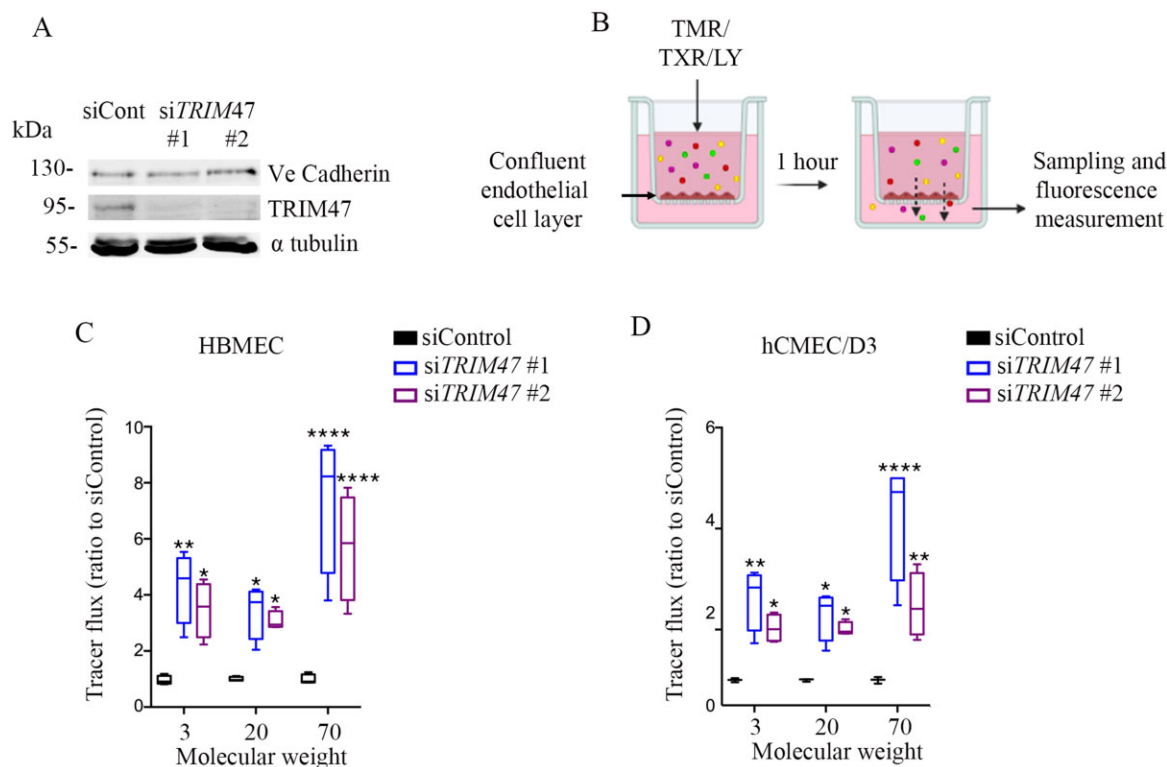 A
siCont siTRIM47
kDa #1 #2
130- Ve Cadherin
95- TRIM47
55- α tubulin
B
TMR/
TXR/LY
Confluent
endothelial
cell layer
1 hour
Sampling and
fluorescence
measurement
C
HBMEC
siControl
siTRIM47 #1
siTRIM47 #2
Tracer flux (ratio to siControl)
10
8
6
4
2
0
**
*
*
*
****
****
3 20 70
Molecular weight
D
hCMEC/D3
siControl
siTRIM47 #1
siTRIM47 #2
Tracer flux (ratio to siControl)
6
4
2
0
**
*
*
*
****
**
3 20 70
Molecular weight